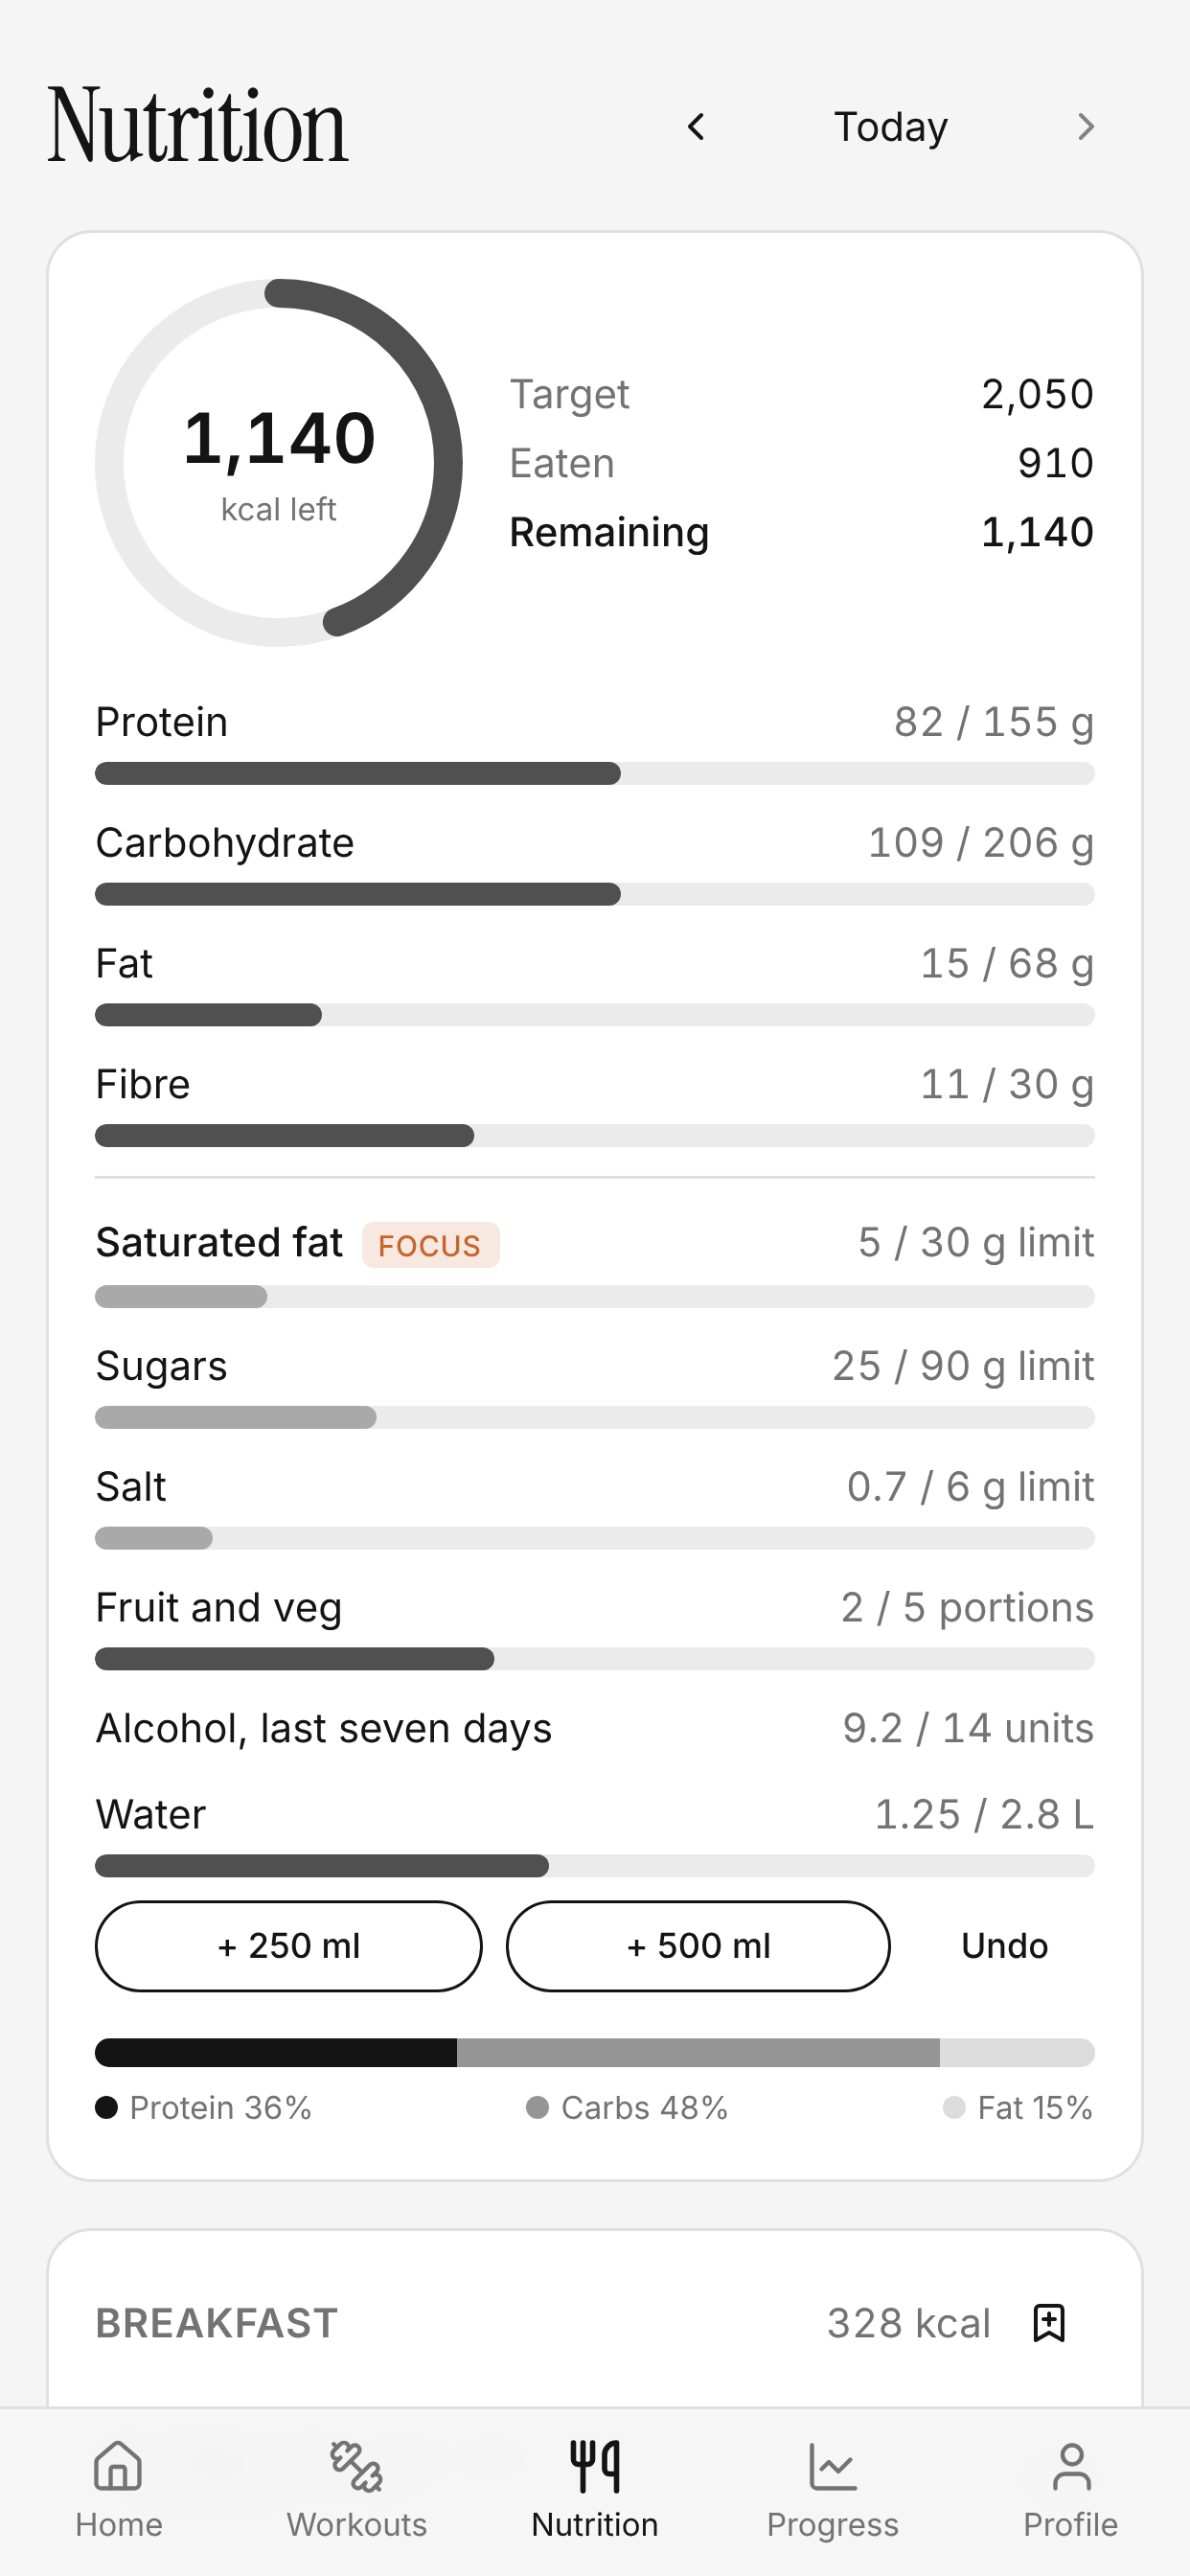 Nutrition
Today
1,140
kcal left
Target 2,050
Eaten 910
Remaining 1,140
Protein 82 / 155 g
Carbohydrate 109 / 206 g
Fat 15 / 68 g
Fibre 11 / 30 g
Saturated fat FOCUS 5 / 30 g limit
Sugars 25 / 90 g limit
Salt 0.7 / 6 g limit
Fruit and veg 2 / 5 portions
Alcohol, last seven days 9.2 / 14 units
Water 1.25 / 2.8 L
+ 250 ml + 500 ml Undo
Protein 36% Carbs 48% Fat 15%
BREAKFAST 328 kcal
Home Workouts Nutrition Progress Profile